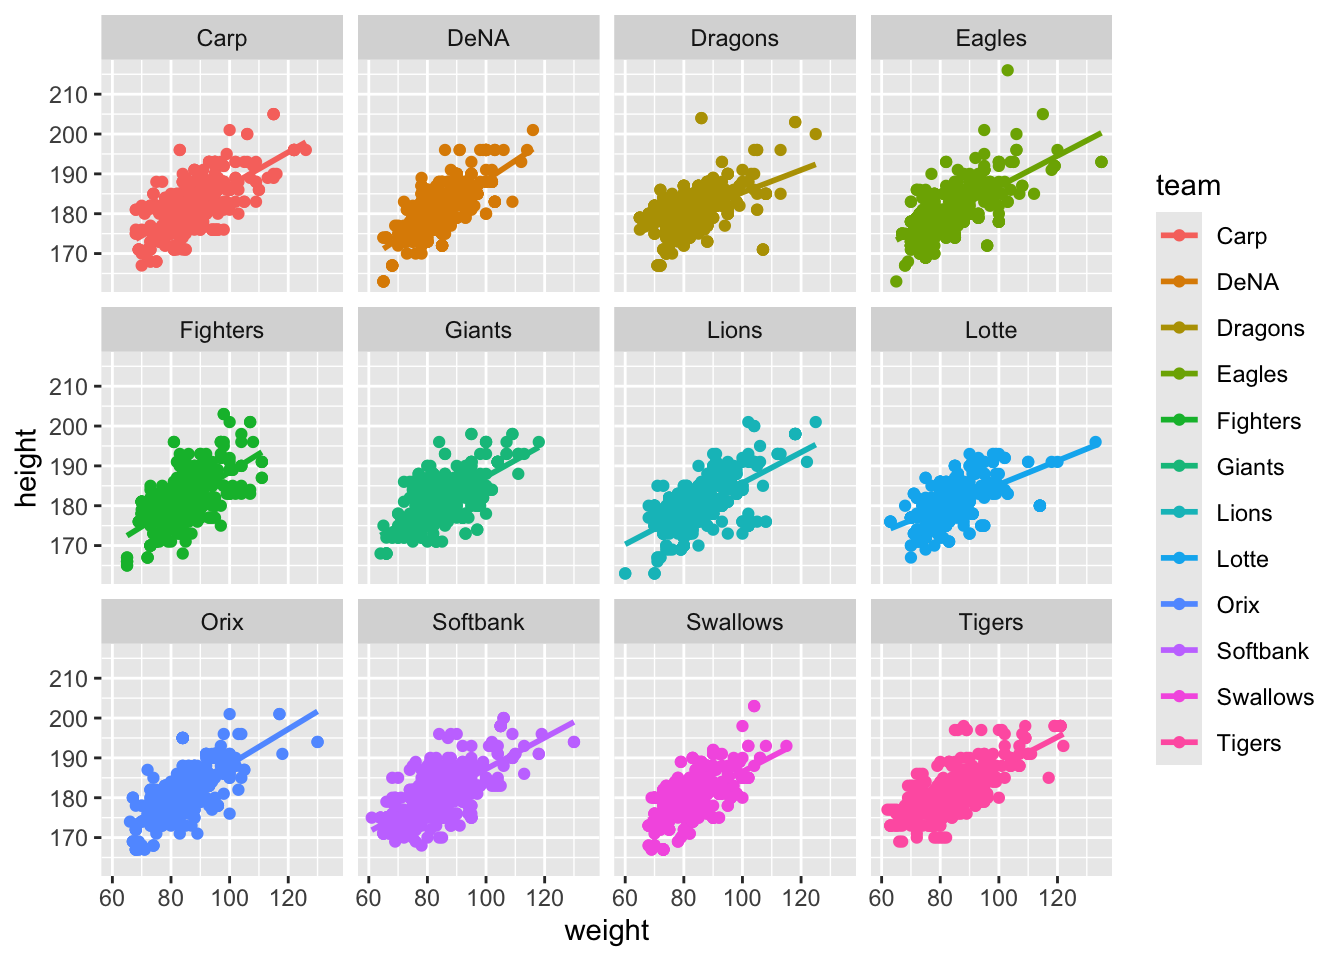 Carp DeNA Dragons Eagles
210
200
190
180
170
Fighters Giants Lions Lotte
210
200
190
180
170
Orix Softbank Swallows Tigers
210
200
190
180
170
60 80 100 120 60 80 100 120 60 80 100 120 60 80 100 120
weight
height
team
Carp
DeNA
Dragons
Eagles
Fighters
Giants
Lions
Lotte
Orix
Softbank
Swallows
Tigers